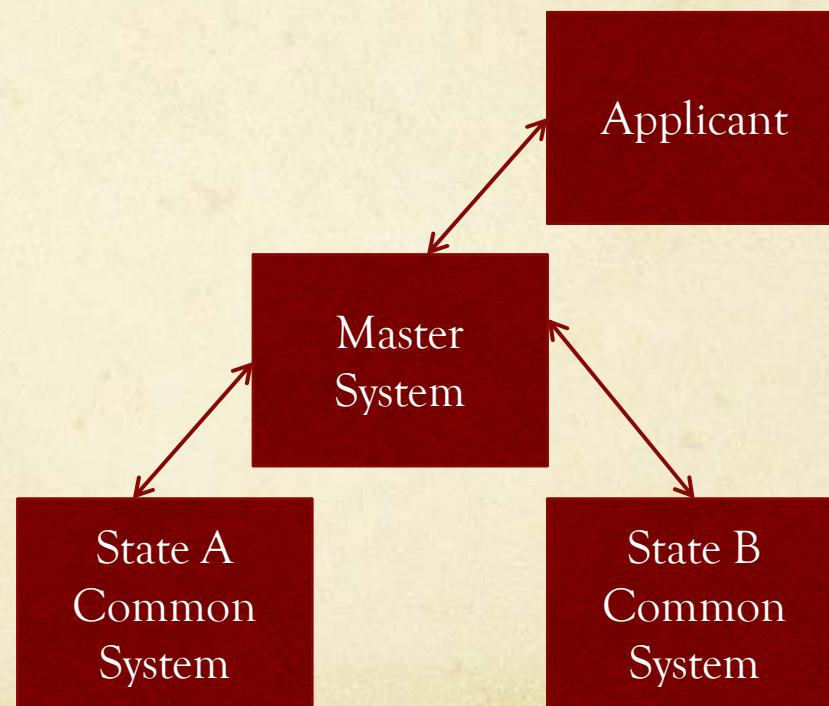 Applicant
Master
System
State A
Common
System
State B
Common
System